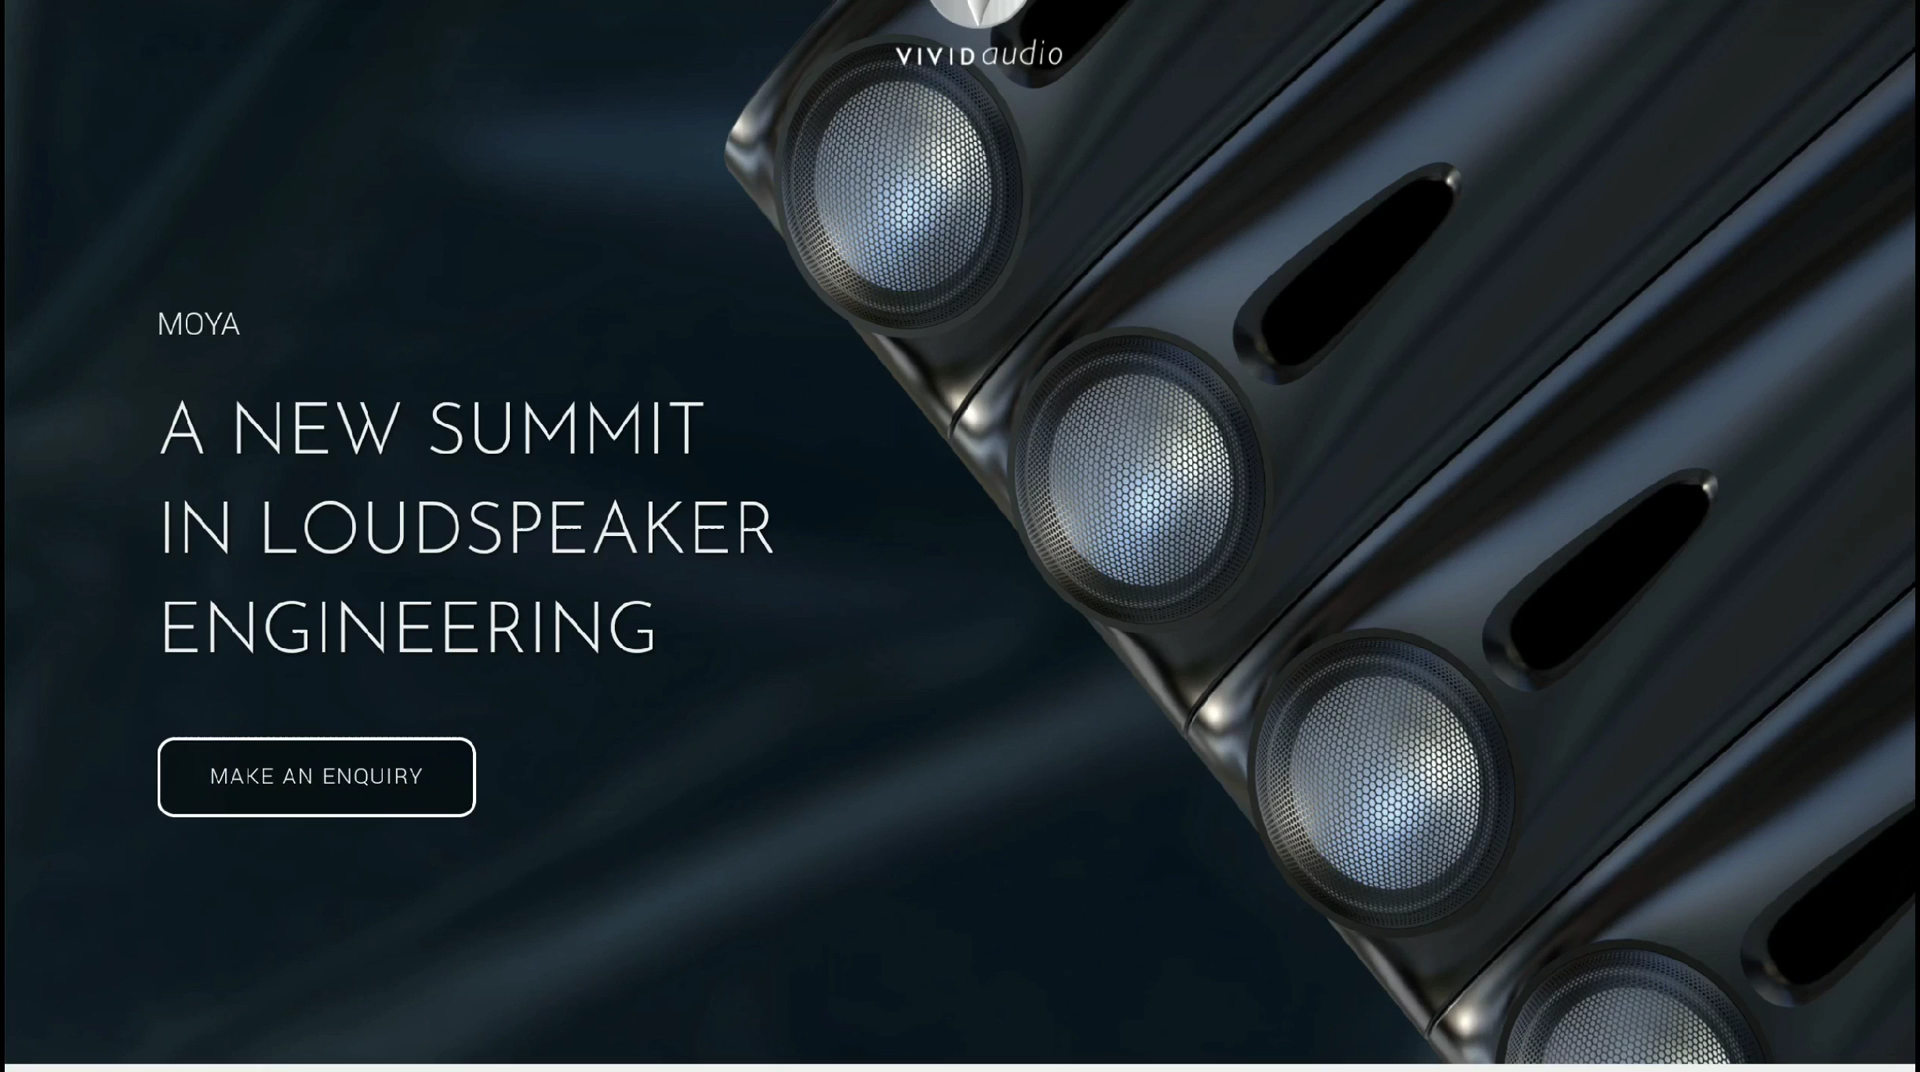 VIVID audio
MOYA
A NEW SUMMIT
IN LOUDSPEAKER
ENGINEERING
MAKE AN ENQUIRY